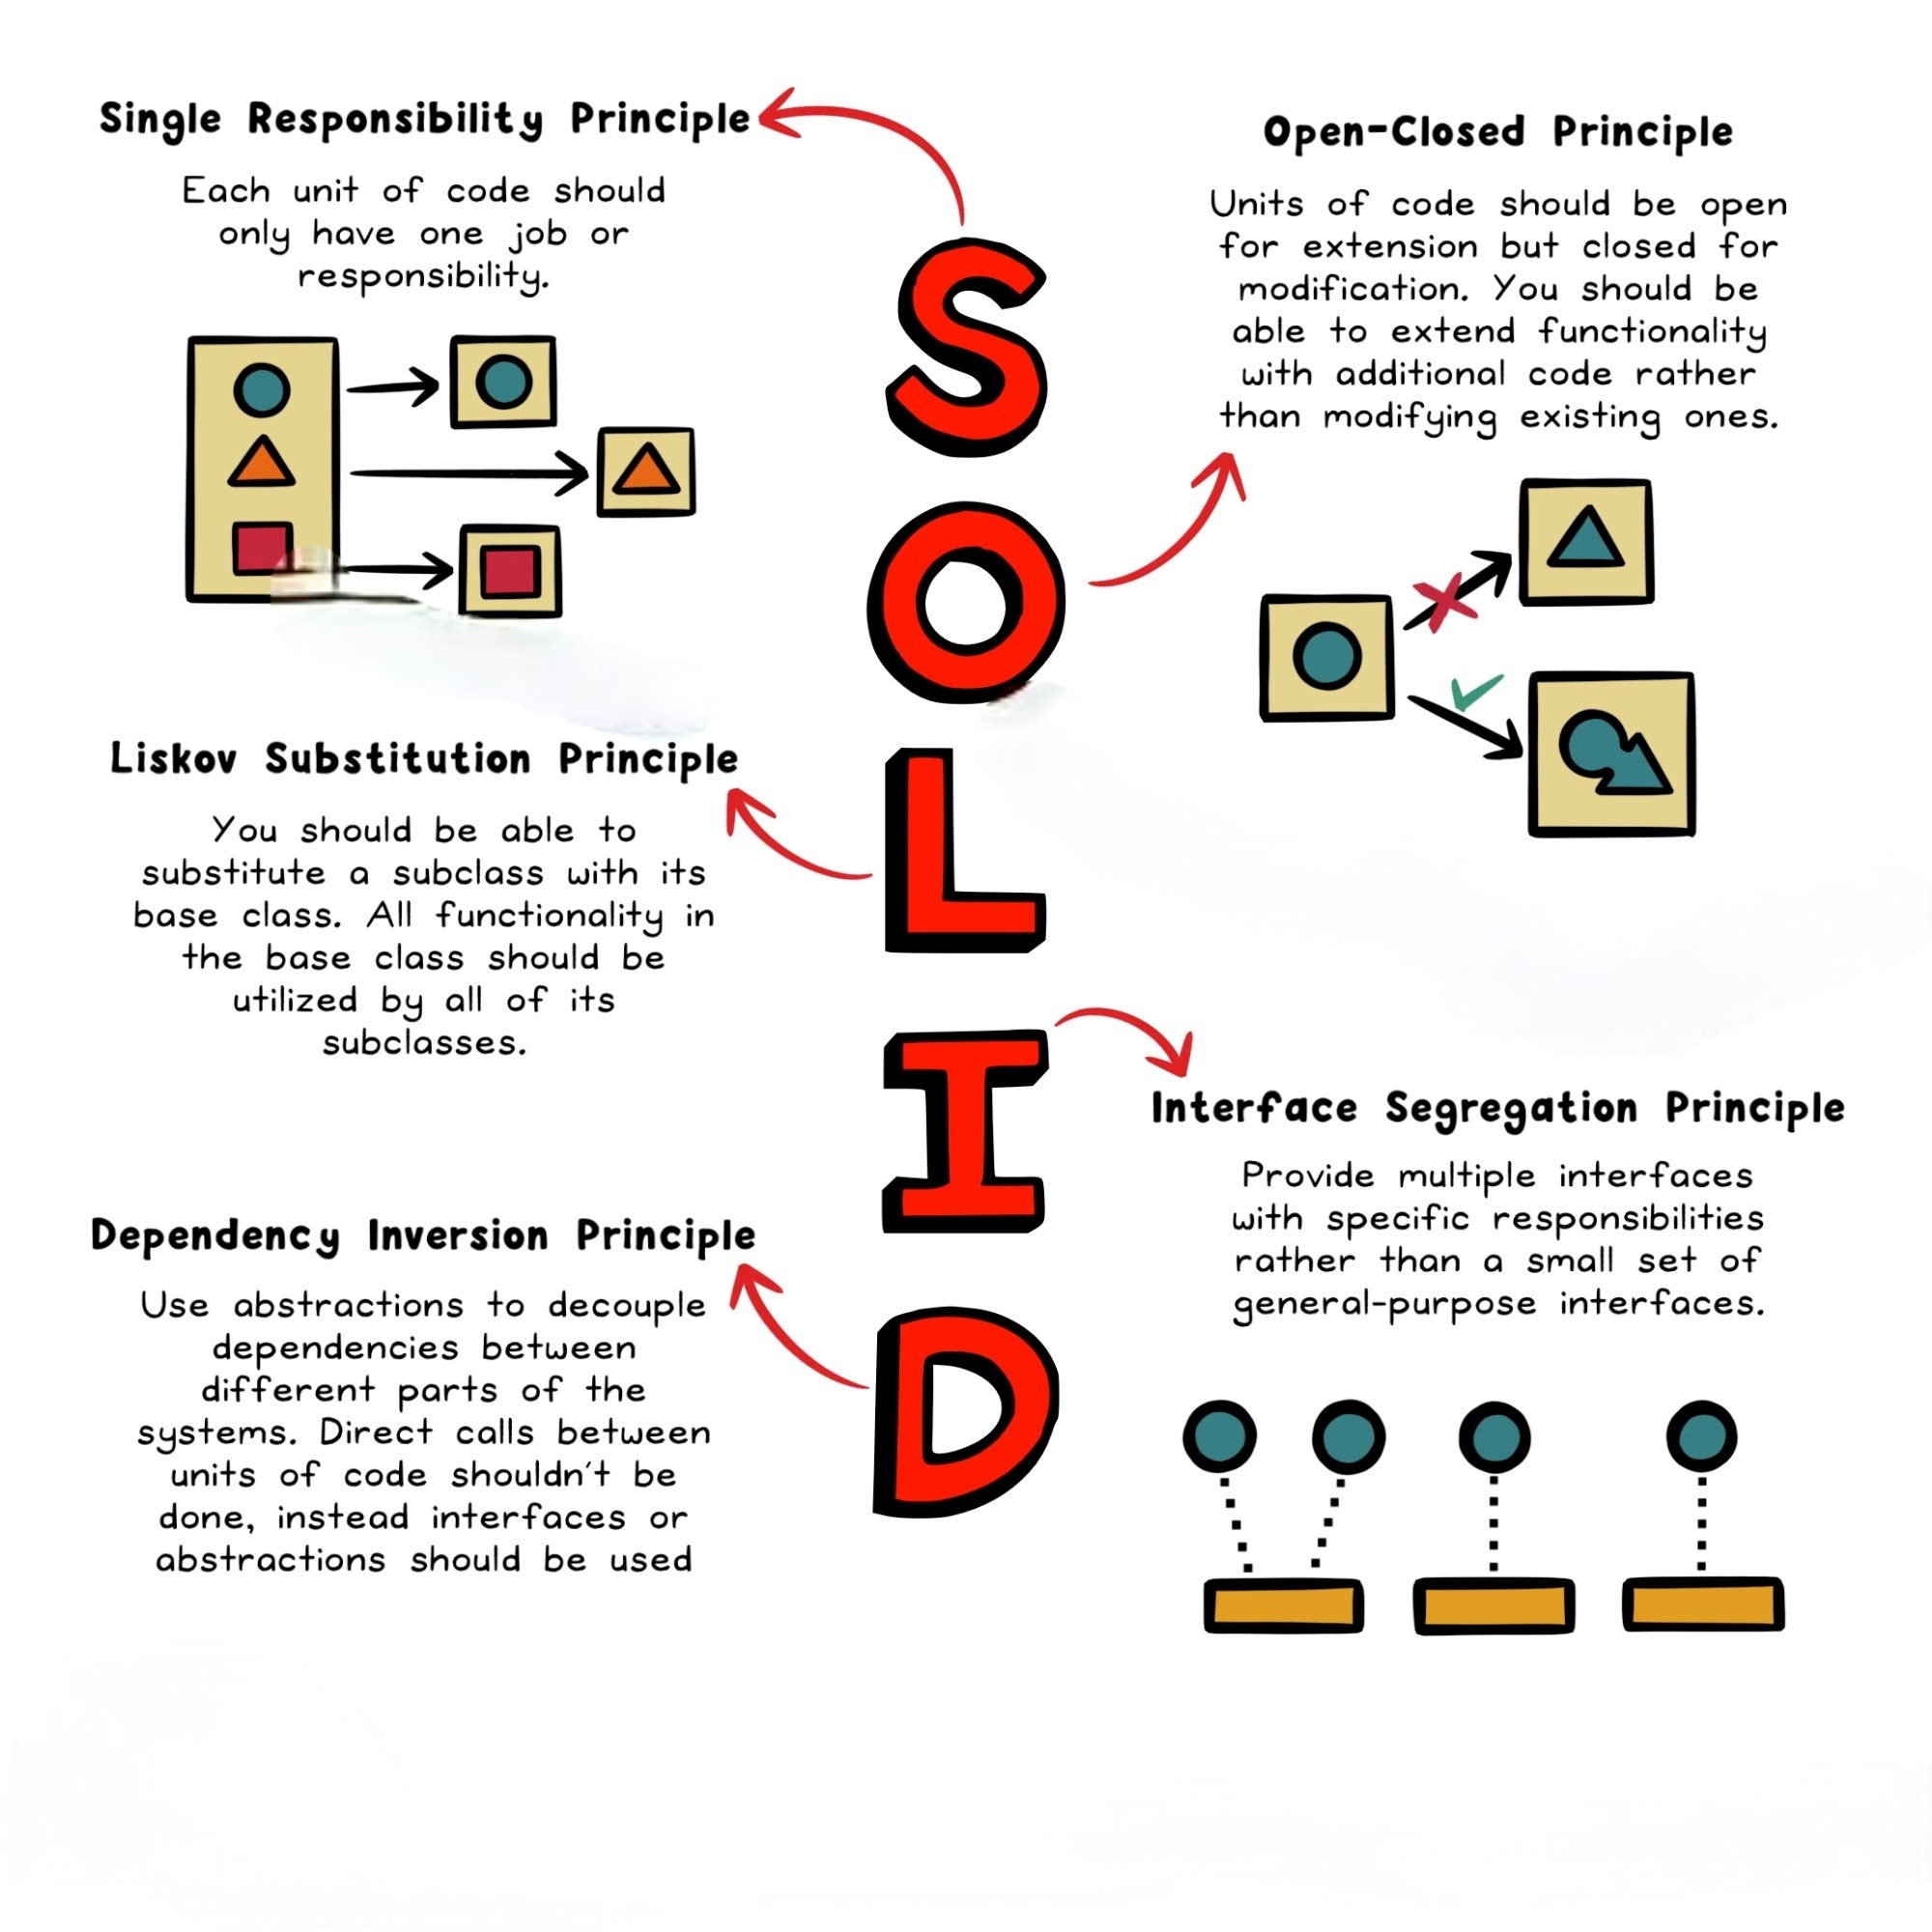 Single Responsibility Principle
Each unit of code should
only have one job or
responsibility.
Open-Closed Principle
Units of code should be open
for extension but closed for
modification. You should be
able to extend functionality
with additional code rather
than modifying existing ones.
S
O
L
I
D
Liskov Substitution Principle
You should be able to
substitute a subclass with its
base class. All functionality in
the base class should be
utilized by all of its
subclasses.
Interface Segregation Principle
Provide multiple interfaces
with specific responsibilities
rather than a small set of
general-purpose interfaces.
Dependency Inversion Principle
Use abstractions to decouple
dependencies between
different parts of the
systems. Direct calls between
units of code shouldn't be
done, instead interfaces or
abstractions should be used